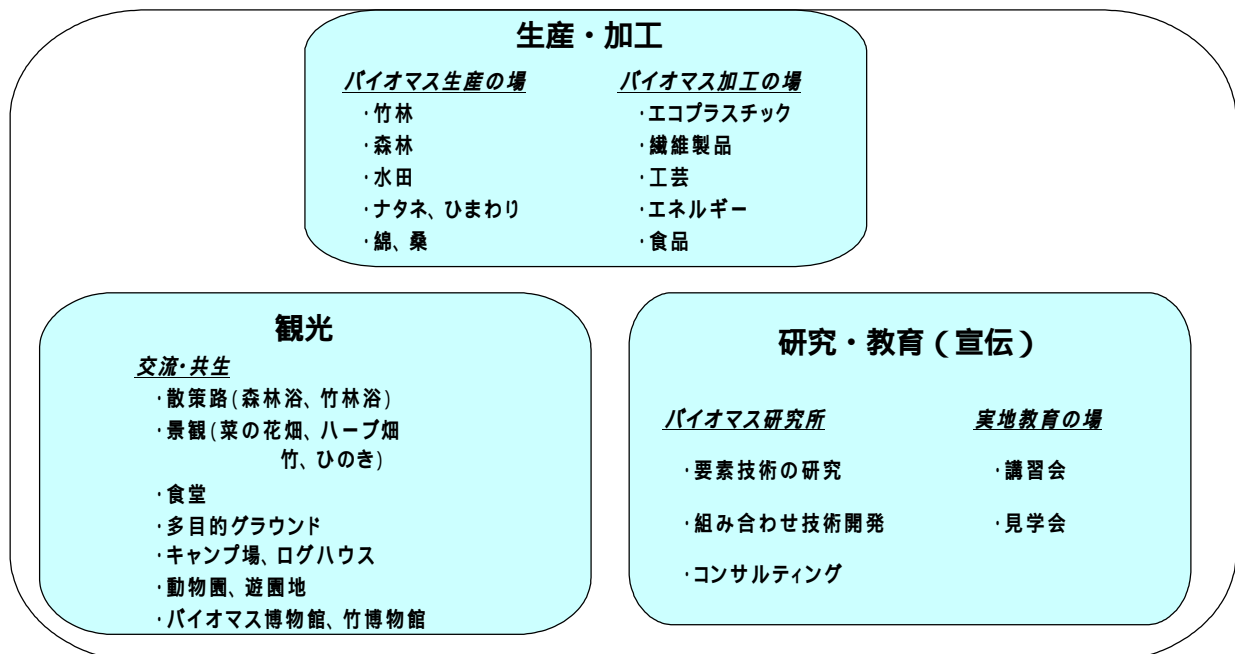 生産・加工
バイオマス生産の場
・竹林
・森林
・水田
・ナタネ、ひまわり
・綿、桑
バイオマス加工の場
・エコプラスチック
・繊維製品
・工芸
・エネルギー
・食品
観光
交流・共生
・散策路(森林浴、竹林浴)
・景観(菜の花畑、ハーブ畑
竹、ひのき)
・食堂
・多目的グラウンド
・キャンプ場、ログハウス
・動物園、遊園地
・バイオマス博物館、竹博物館
研究・教育(宣伝)
バイオマス研究所
・要素技術の研究
・組み合わせ技術開発
・コンサルティング
実地教育の場
・講習会
・見学会